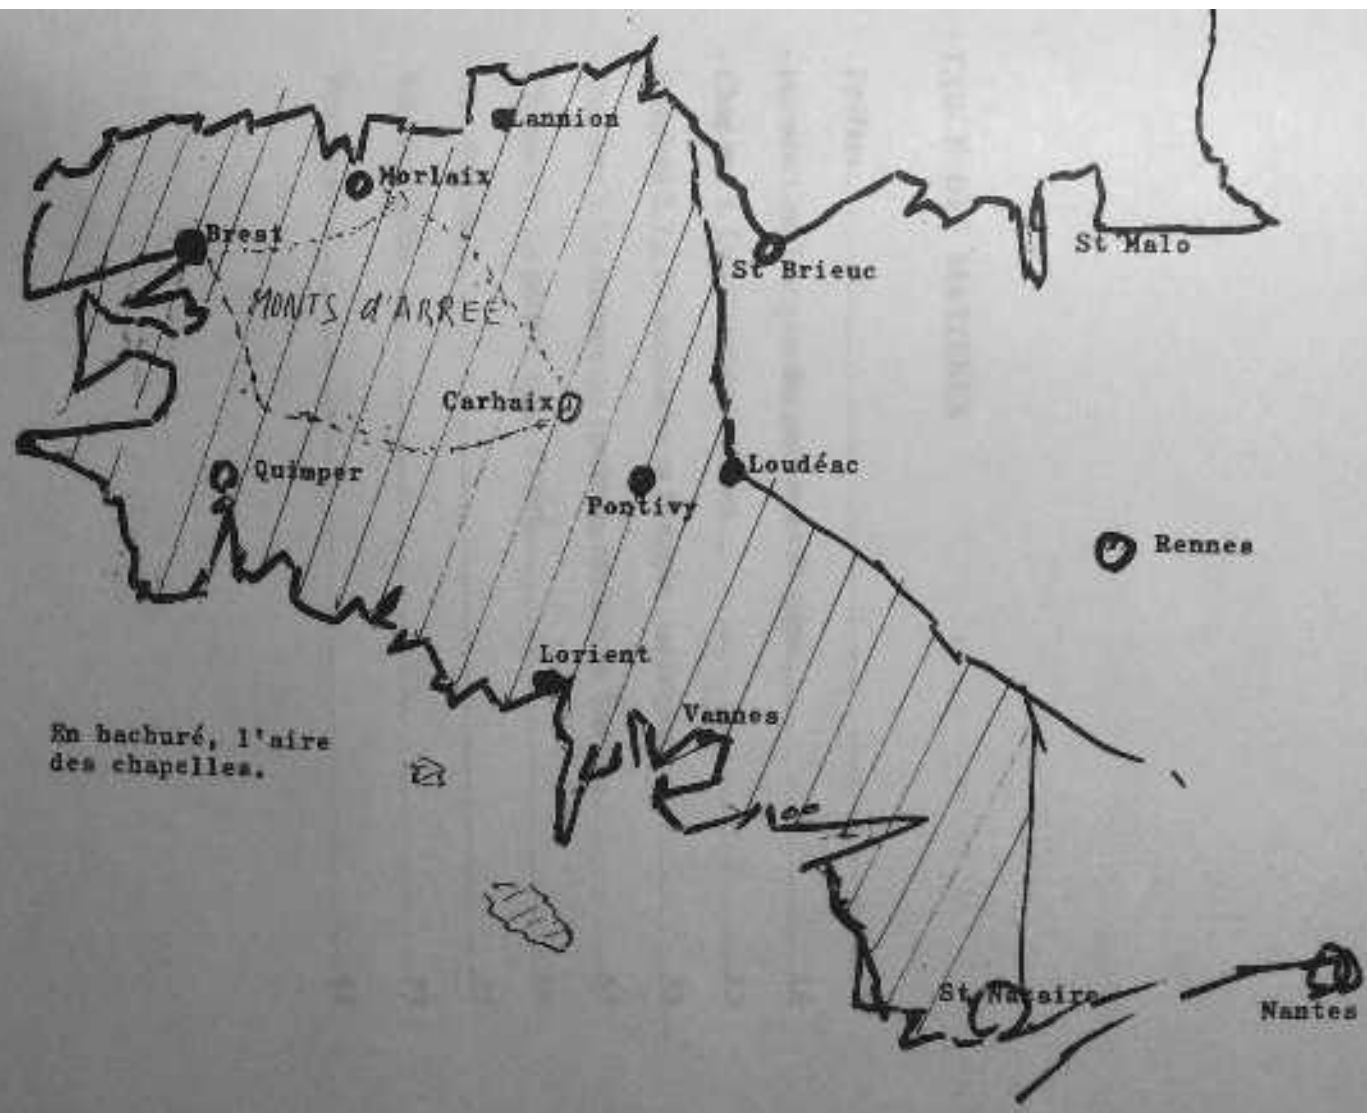 Lannion
Morlaix
Brest
St Malo
St Brieuc
MONTS d'ARREE
Carhaix
Quimper
Loudéac
Pontivy
Rennes
Lorient
Vannes
En hachuré, l'aire
des chapelles.
St Nazaire
Nantes